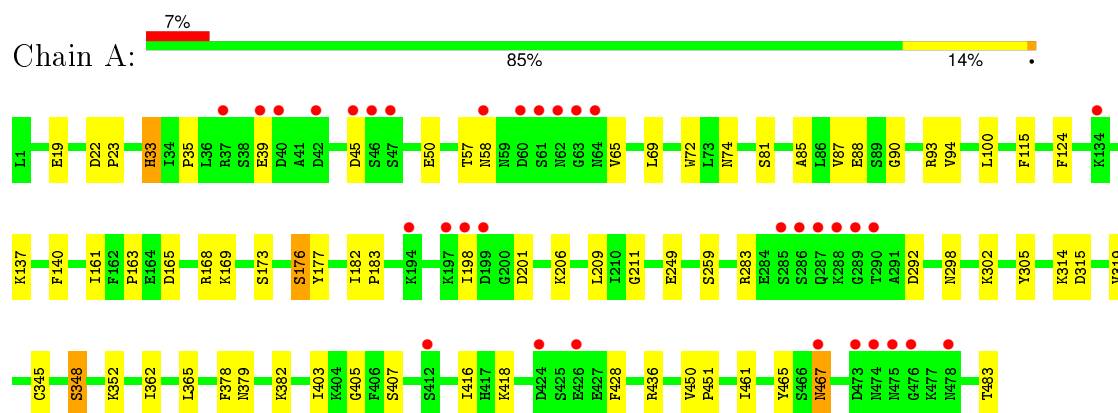 7%
Chain A:
85% 14% •
L1 E19 D22 P23 H33 I34 P35 L36 R37 S38 E39 D40 A41 D42 D45 S46 S47 E50 T57 N58 N59 D60 S61 N62 G63 N64 V65 L69 W72 L73 N74 S81 A85 L86 V87 E88 S89 G90 R93 V94 L100 F115 F124 K134
K137 F140 I161 F162 P163 E164 D165 R168 K169 S173 S176 Y177 I182 P183 K194 K197 I198 D199 G200 D201 K206 L209 I210 G211 E249 S259 R283 E284 S285 S286 Q287 K288 G289 T290 A291 D292 N298 K302 Y305 K314 D315
C345 S348 K352 I362 L365 F378 N379 K382 I403 K404 G405 F406 S407 S412 I416 H417 K418 D424 S425 E426 E427 F428 R436 V450 P451 I461 Y465 S466 N467 D473 N474 N475 G476 K477 N478 T483